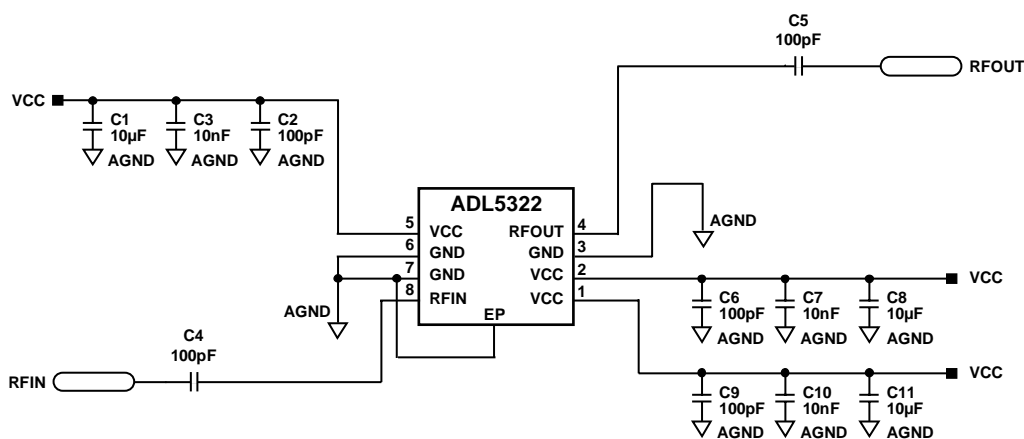 C5
100pF
RFOUT
VCC
C1
10µF
AGND
C3
10nF
AGND
C2
100pF
AGND
ADL5322
5
VCC
6
GND
7
GND
8
RFIN
RFOUT
4
GND
3
VCC
2
VCC
1
EP
AGND
AGND
VCC
C6
100pF
AGND
C7
10nF
AGND
C8
10µF
AGND
C4
100pF
RFIN
VCC
C9
100pF
AGND
C10
10nF
AGND
C11
10µF
AGND